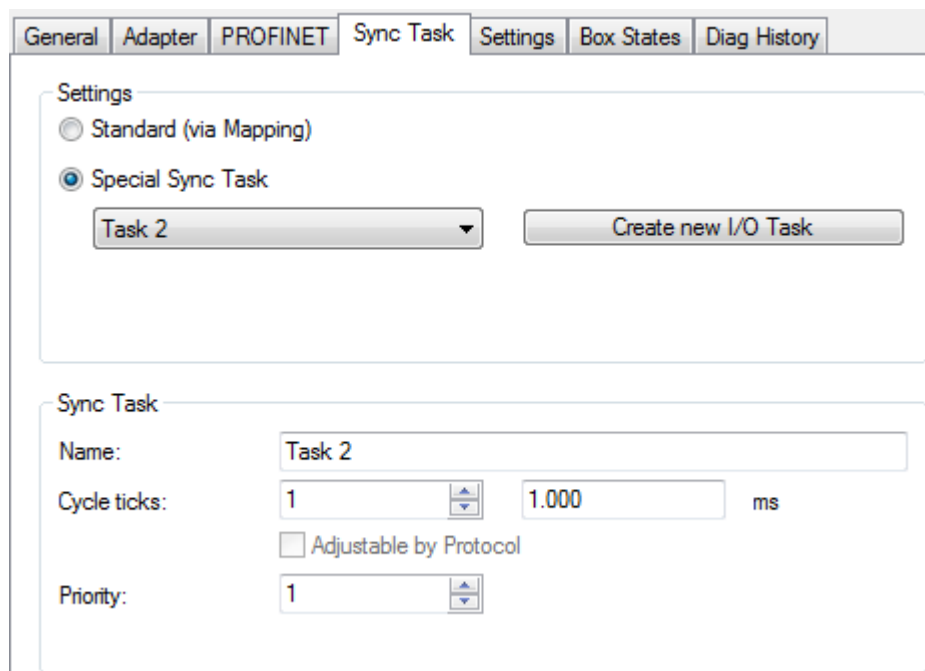 General Adapter PROFINET Sync Task Settings Box States Diag History
Settings
Standard (via Mapping)
Special Sync Task
Task 2 Create new I/O Task
Sync Task
Name: Task 2
Cycle ticks: 1 1.000 ms
Adjustable by Protocol
Priority: 1